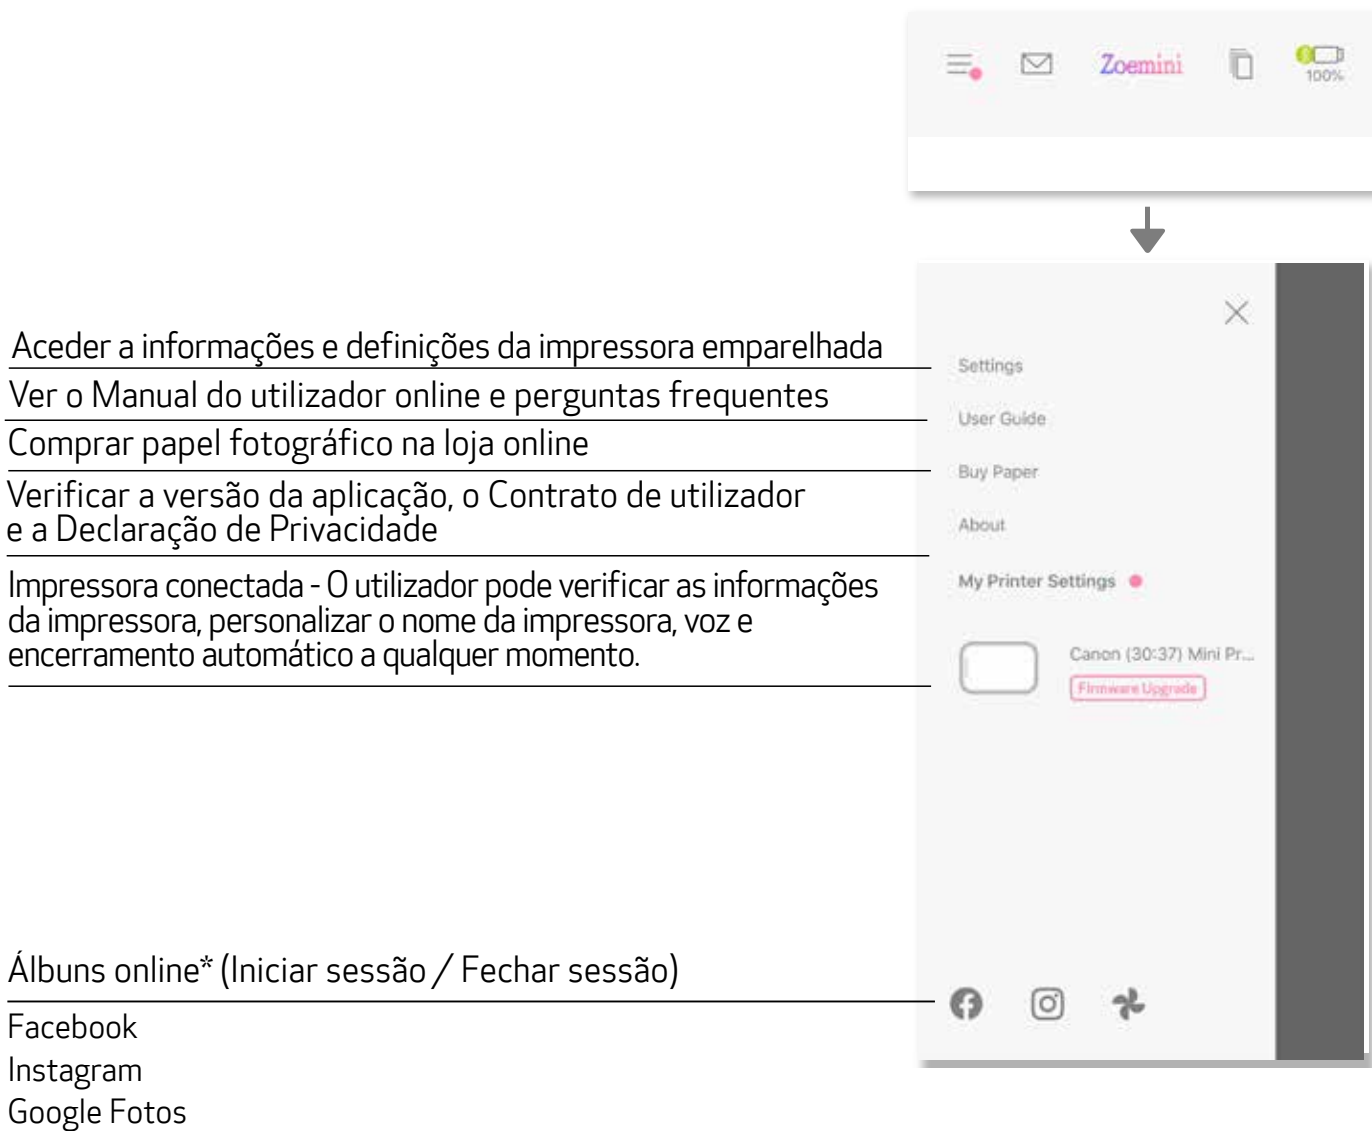 Zoemini
100%
Aceder a informações e definições da impressora emparelhada
Settings
Ver o Manual do utilizador online e perguntas frequentes
User Guide
Comprar papel fotográfico na loja online
Buy Paper
Verificar a versão da aplicação, o Contrato de utilizador
e a Declaração de Privacidade
About
Impressora conectada - O utilizador pode verificar as informações
da impressora, personalizar o nome da impressora, voz e
encerramento automático a qualquer momento.
My Printer Settings
Canon (30:37) Mini Pr...
Firmware Upgrade
Álbuns online* (Iniciar sessão / Fechar sessão)
Facebook
Instagram
Google Fotos